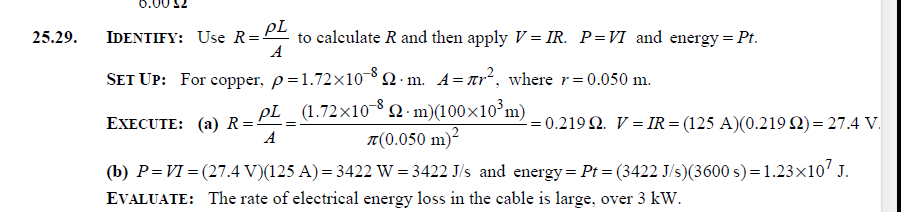 6.00 Ω
25.29. IDENTIFY: Use R = ρL/A to calculate R and then apply V = IR. P = VI and energy = Pt.
SET UP: For copper, ρ = 1.72×10⁻⁸ Ω·m. A = πr², where r = 0.050 m.
EXECUTE: (a) R = ρL/A = (1.72×10⁻⁸ Ω·m)(100×10³ m)/π(0.050 m)² = 0.219 Ω. V = IR = (125 A)(0.219 Ω) = 27.4 V.
(b) P = VI = (27.4 V)(125 A) = 3422 W = 3422 J/s and energy = Pt = (3422 J/s)(3600 s) = 1.23×10⁷ J.
EVALUATE: The rate of electrical energy loss in the cable is large, over 3 kW.